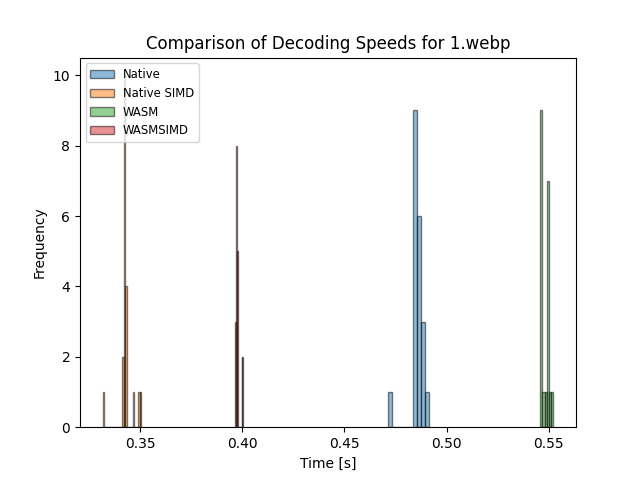 Comparison of Decoding Speeds for 1.webp
Native
Native SIMD
WASM
WASMSIMD
10
8
6
4
2
0
Frequency
0.35 0.40 0.45 0.50 0.55
Time [s]